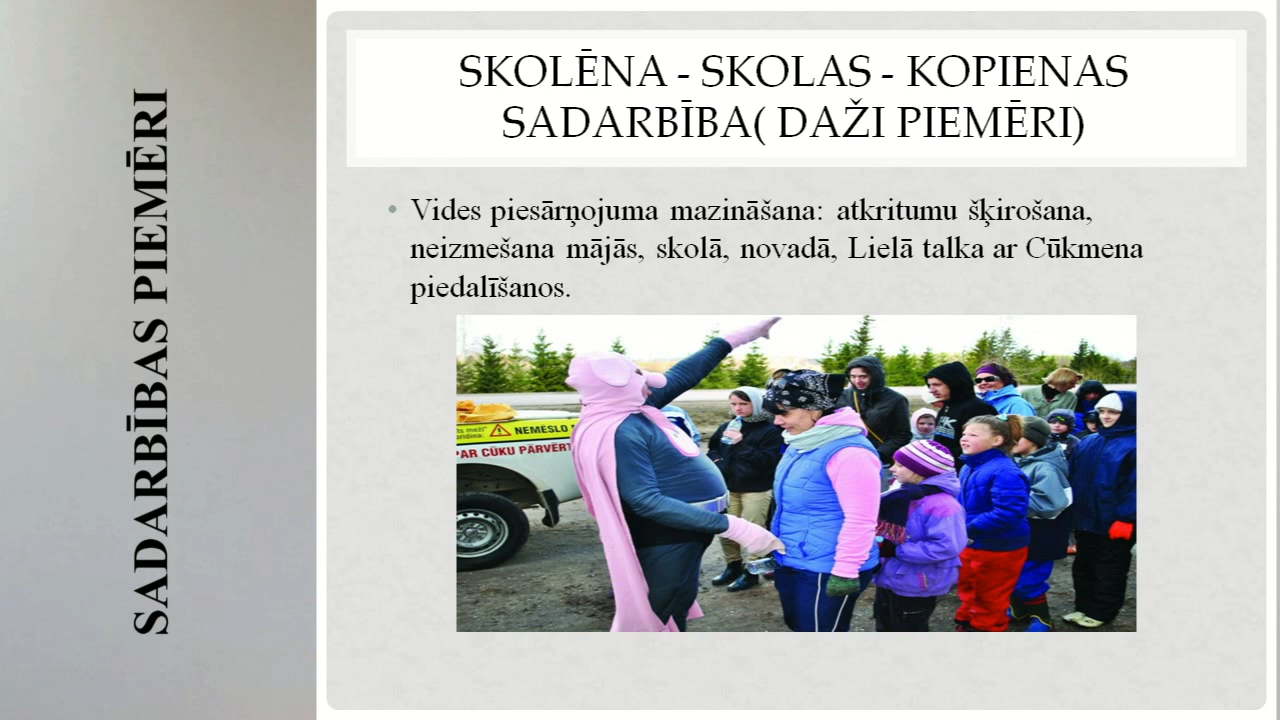 SADARBĪBAS PIEMĒRI
SKOLĒNA - SKOLAS - KOPIENAS
SADARBĪBA( DAŽI PIEMĒRI)
• Vides piesārņojuma mazināšana: atkritumu šķirošana,
neizmešana mājās, skolā, novadā, Lielā talka ar Cūkmena
piedalīšanos.
NEMĒSLO
PAR CŪKU PĀRVĒRT